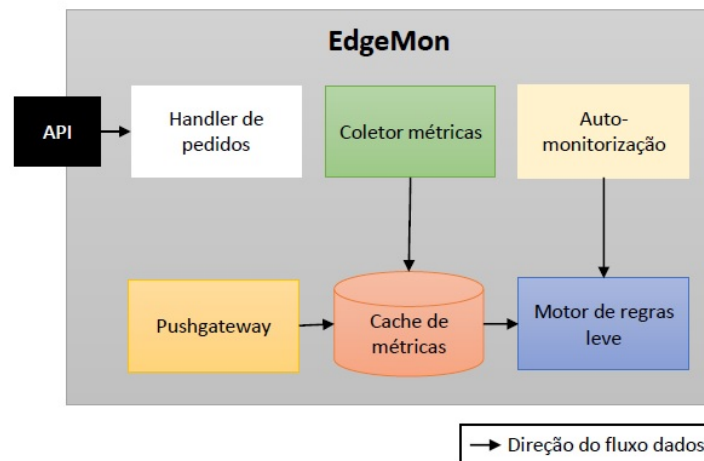 EdgeMon
API
Handler de
pedidos
Coletor métricas
Auto-
monitorização
Pushgateway
Cache de
métricas
Motor de regras
leve
Direção do fluxo dados